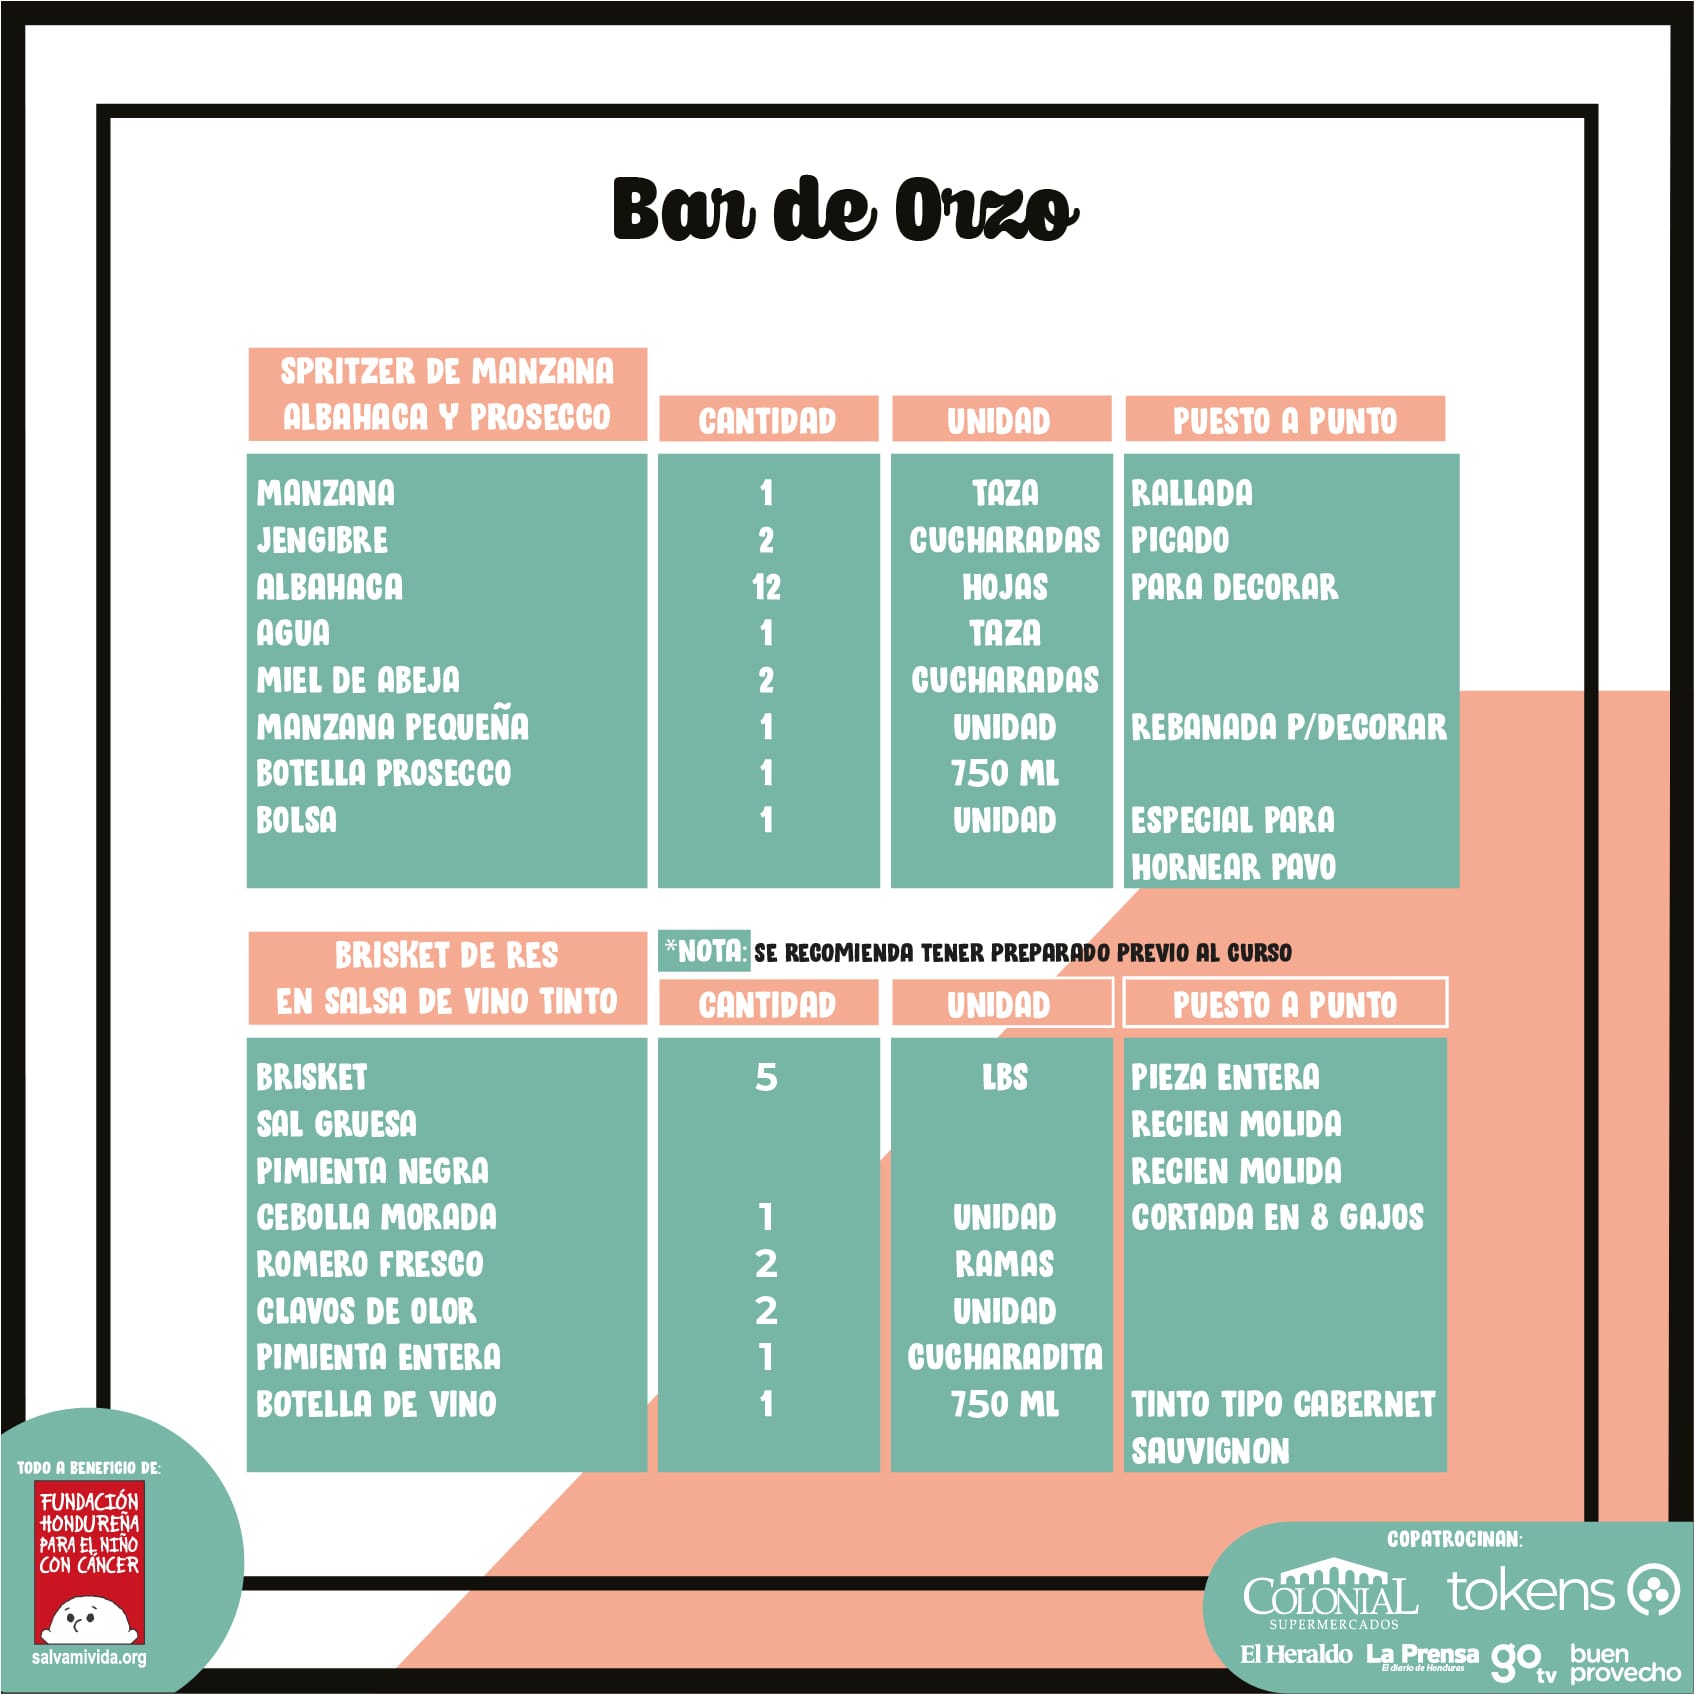 Bar de Orzo
SPRITZER DE MANZANA
ALBAHACA Y PROSECCO
CANTIDAD UNIDAD PUESTO A PUNTO
MANZANA 1 TAZA RALLADA
JENGIBRE 2 CUCHARADAS PICADO
ALBAHACA 12 HOJAS PARA DECORAR
AGUA 1 TAZA
MIEL DE ABEJA 2 CUCHARADAS
MANZANA PEQUEÑA 1 UNIDAD REBANADA P/DECORAR
BOTELLA PROSECCO 1 750 ML
BOLSA 1 UNIDAD ESPECIAL PARA
HORNEAR PAVO
BRISKET DE RES
EN SALSA DE VINO TINTO
*NOTA: SE RECOMIENDA TENER PREPARADO PREVIO AL CURSO
CANTIDAD UNIDAD PUESTO A PUNTO
BRISKET 5 LBS PIEZA ENTERA
SAL GRUESA RECIEN MOLIDA
PIMIENTA NEGRA RECIEN MOLIDA
CEBOLLA MORADA 1 UNIDAD CORTADA EN 8 GAJOS
ROMERO FRESCO 2 RAMAS
CLAVOS DE OLOR 2 UNIDAD
PIMIENTA ENTERA 1 CUCHARADITA
BOTELLA DE VINO 1 750 ML TINTO TIPO CABERNET
SAUVIGNON
TODO A BENEFICIO DE:
FUNDACIÓN
HONDUREÑA
PARA EL NIÑO
CON CÁNCER
salvamivida.org
COPATROCINAN:
COLONIAL
SUPERMERCADOS
tokens
El Heraldo
La Prensa
El diario de Honduras
go tv
buen
provecho